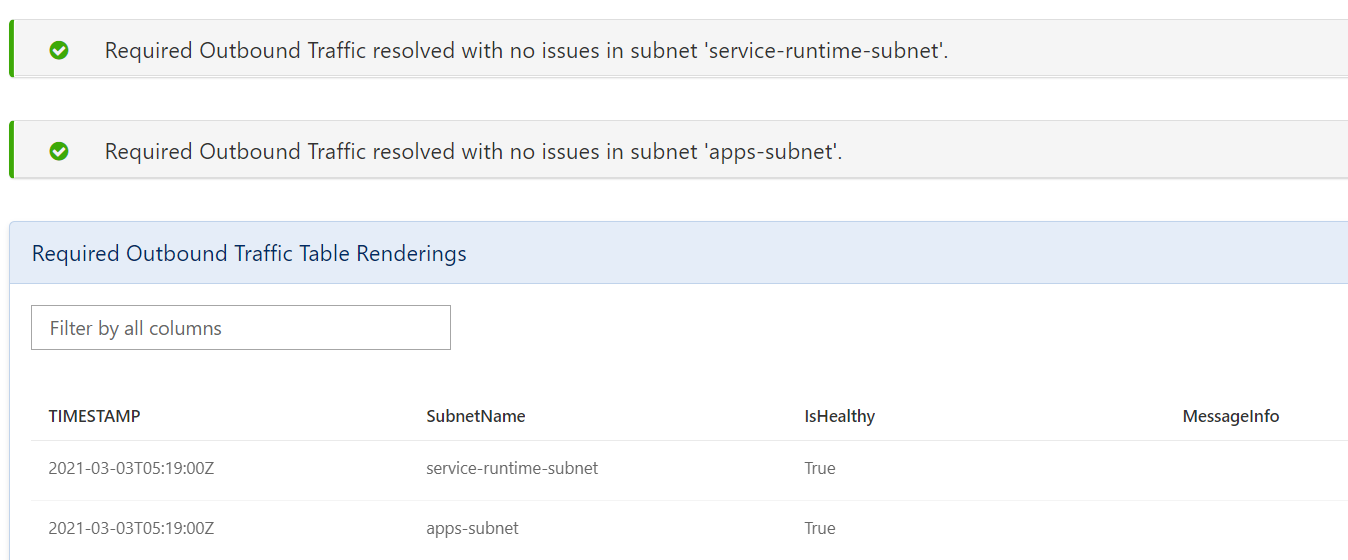 Required Outbound Traffic resolved with no issues in subnet 'service-runtime-subnet'.
Required Outbound Traffic resolved with no issues in subnet 'apps-subnet'.
Required Outbound Traffic Table Renderings
Filter by all columns
TIMESTAMP SubnetName IsHealthy MessageInfo
2021-03-03T05:19:00Z service-runtime-subnet True
2021-03-03T05:19:00Z apps-subnet True